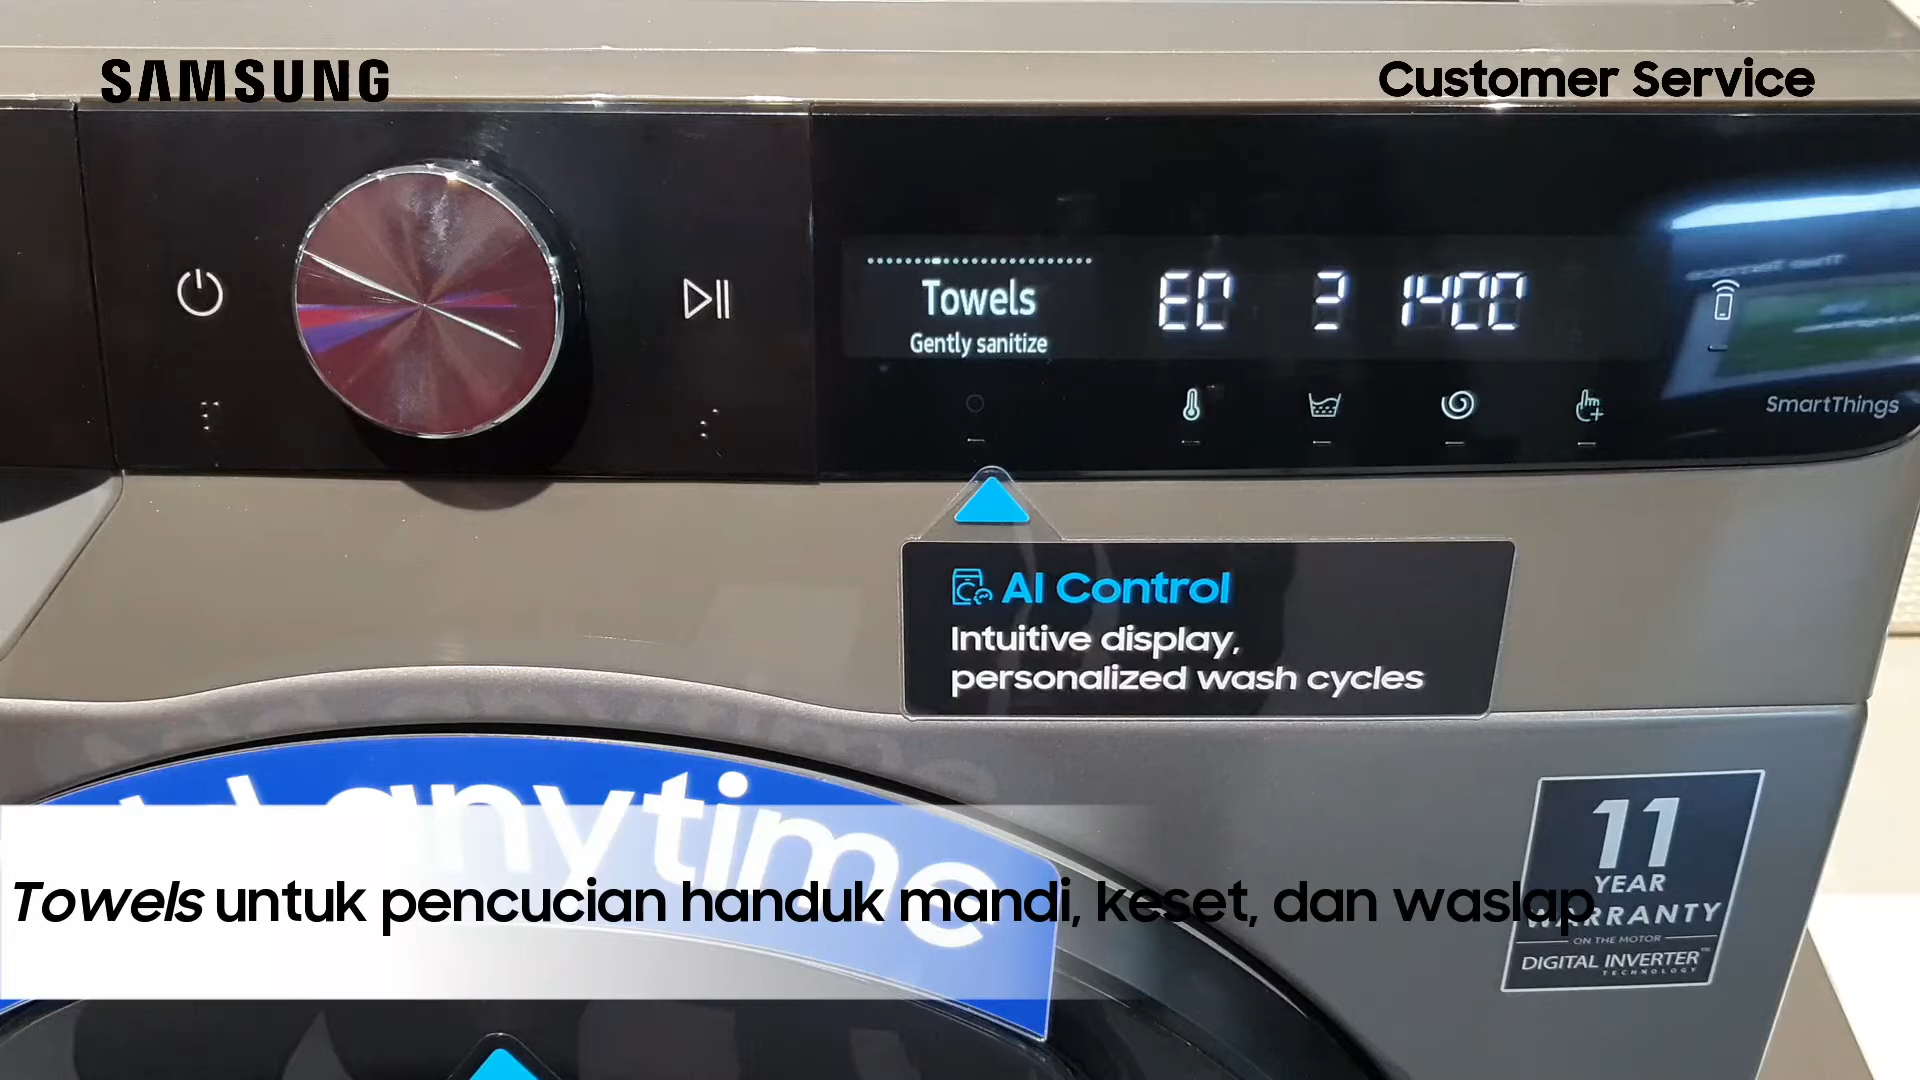 SAMSUNG
Customer Service
Towels
Gently sanitize
60 2 1400
SmartThings
AI Control
Intuitive display,
personalized wash cycles
anytime
11
YEAR
WARRANTY
ON THE MOTOR
DIGITAL INVERTER
TECHNOLOGY
Towels untuk pencucian handuk mandi, keset, dan waslap